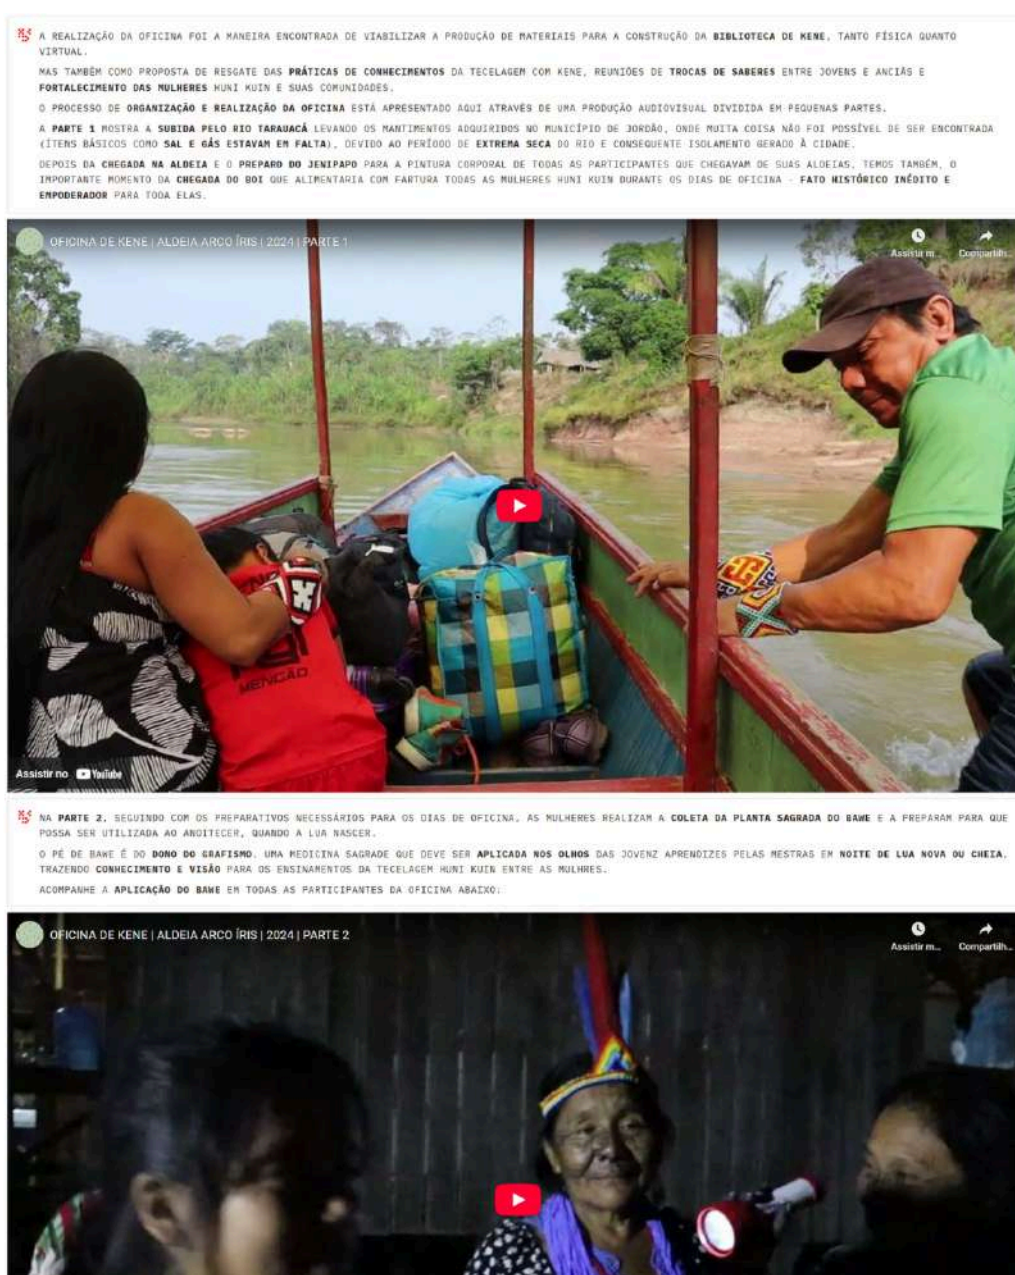 A REALIZAÇÃO DA OFICINA FOI A MANEIRA ENCONTRADA DE VIABILIZAR A PRODUÇÃO DE MATERIAIS PARA A CONSTRUÇÃO DA BIBLIOTECA DE KENE, TANTO FÍSICA QUANTO
VIRTUAL.
MAS TAMBÉM COMO PROPOSTA DE RESGATE DAS PRÁTICAS DE CONHECIMENTOS DA TECELAGEM COM KENE, REUNIÕES DE TROCAS DE SABERES ENTRE JOVENS E ANCIÃS E
FORTALECIMENTO DAS MULHERES HUNI KUIN E SUAS COMUNIDADES.
O PROCESSO DE ORGANIZAÇÃO E REALIZAÇÃO DA OFICINA ESTÁ APRESENTADO AQUI ATRAVÉS DE UMA PRODUÇÃO AUDIOVISUAL DIVIDIDA EM PEQUENAS PARTES.
A PARTE 1 MOSTRA A SUBIDA PELO RIO TARAUACÁ LEVANDO OS MANTIMENTOS ADQUIRIDOS NO MUNICÍPIO DE JORDÃO, ONDE MUITA COISA NÃO FOI POSSÍVEL DE SER ENCONTRADA
(ÍTENS BÁSICOS COMO SAL E GÁS ESTAVAM EM FALTA), DEVIDO AO PERÍODO DE EXTREMA SECA DO RIO E CONSEQUENTE ISOLAMENTO GERADO À CIDADE.
DEPOIS DA CHEGADA NA ALDEIA E O PREPARO DO JENIPAPO PARA A PINTURA CORPORAL DE TODAS AS PARTICIPANTES QUE CHEGAVAM DE SUAS ALDEIAS, TEMOS TAMBÉM, O
IMPORTANTE MOMENTO DA CHEGADA DO BOI QUE ALIMENTARIA COM FARTURA TODAS AS MULHERES HUNI KUIN DURANTE OS DIAS DE OFICINA - FATO HISTÓRICO INÉDITO E
EMPODERADOR PARA TODA ELAS.
OFICINA DE KENE | ALDEIA ARCO ÍRIS | 2024 | PARTE 1
Assistir m...
Compartilh...
MENGÃO
Assistir no YouTube
NA PARTE 2, SEGUINDO COM OS PREPARATIVOS NECESSÁRIOS PARA OS DIAS DE OFICINA, AS MULHERES REALIZAM A COLETA DA PLANTA SAGRADA DO BAWE E A PREPARAM PARA QUE
POSSA SER UTILIZADA AO ANOITECER, QUANDO A LUA NASCER.
O PÉ DE BAWE É DO DONO DO GRAFISMO. UMA MEDICINA SAGRADE QUE DEVE SER APLICADA NOS OLHOS DAS JOVENZ APRENDIZES PELAS MESTRAS EM NOITE DE LUA NOVA OU CHEIA,
TRAZENDO CONHECIMENTO E VISÃO PARA OS ENSINAMENTOS DA TECELAGEM HUNI KUIN ENTRE AS MULHRES.
ACOMPANHE A APLICAÇÃO DO BAWE EM TODAS AS PARTICIPANTES DA OFICINA ABAIXO:
OFICINA DE KENE | ALDEIA ARCO ÍRIS | 2024 | PARTE 2
Assistir m...
Compartilh...